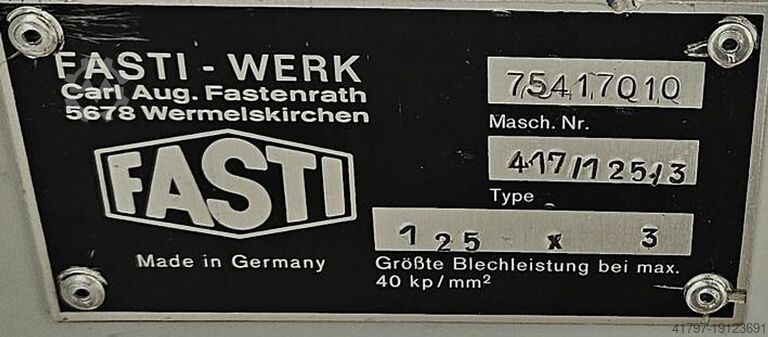 FASTI - WERK
Carl Aug. Fastenrath
5678 Wermelskirchen
FASTI
Made in Germany
75417010
Masch. Nr.
417/125/3
Type
125 x 3
Größte Blechleistung bei max.
40 kp/mm²
41797-19123691